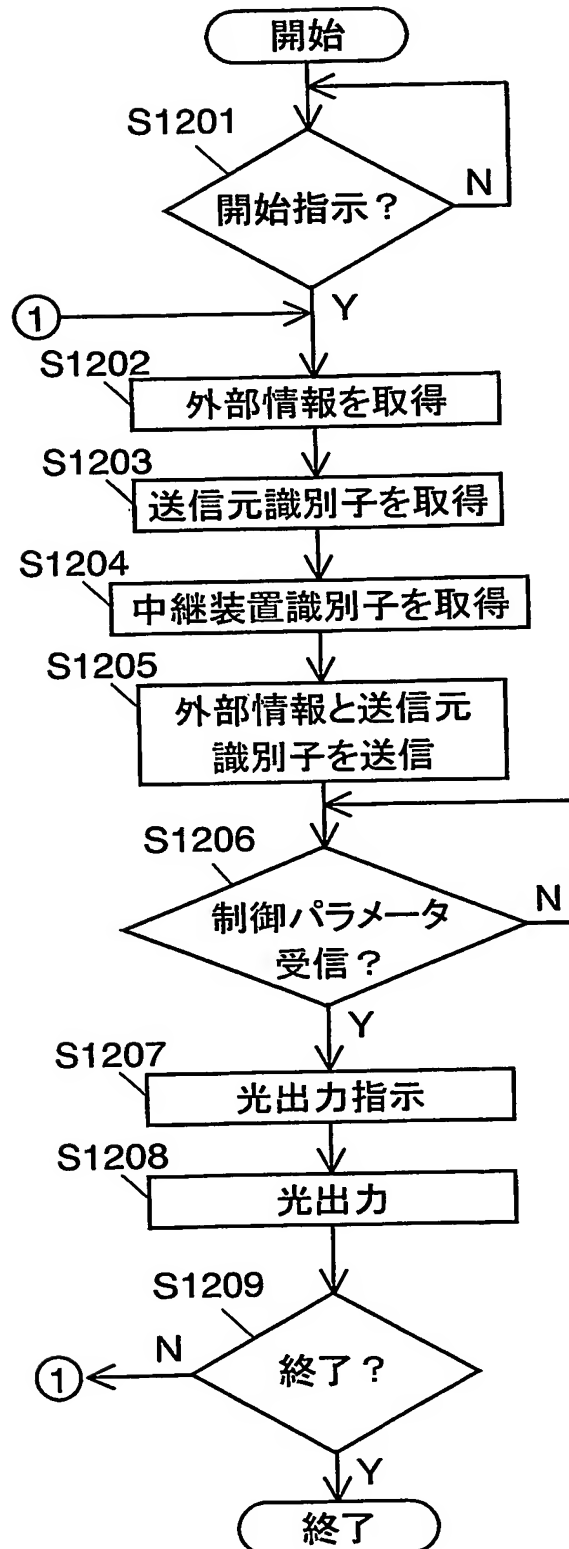 開始
S1201
開始指示？
N
Y
①
S1202
外部情報を取得
S1203
送信元識別子を取得
S1204
中継装置識別子を取得
S1205
外部情報と送信元
識別子を送信
S1206
制御パラメータ
受信？
N
Y
S1207
光出力指示
S1208
光出力
S1209
終了？
N
①
Y
終了